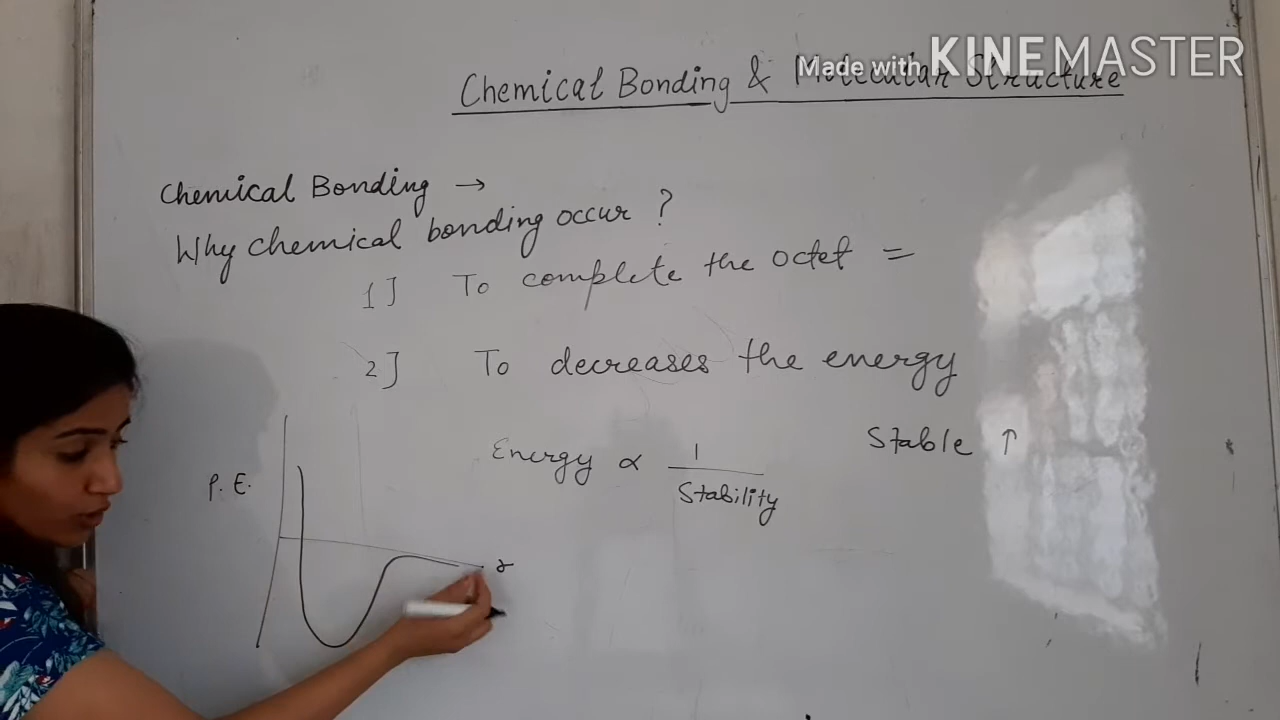 Made with KINEMASTER
Chemical Bonding & Molecular Structure
Chemical Bonding →
Why chemical bonding occur ?
1] To complete the octet =
2] To decreases the energy
Energy ∝ 1 / Stability
Stable ↑
P. E.
r